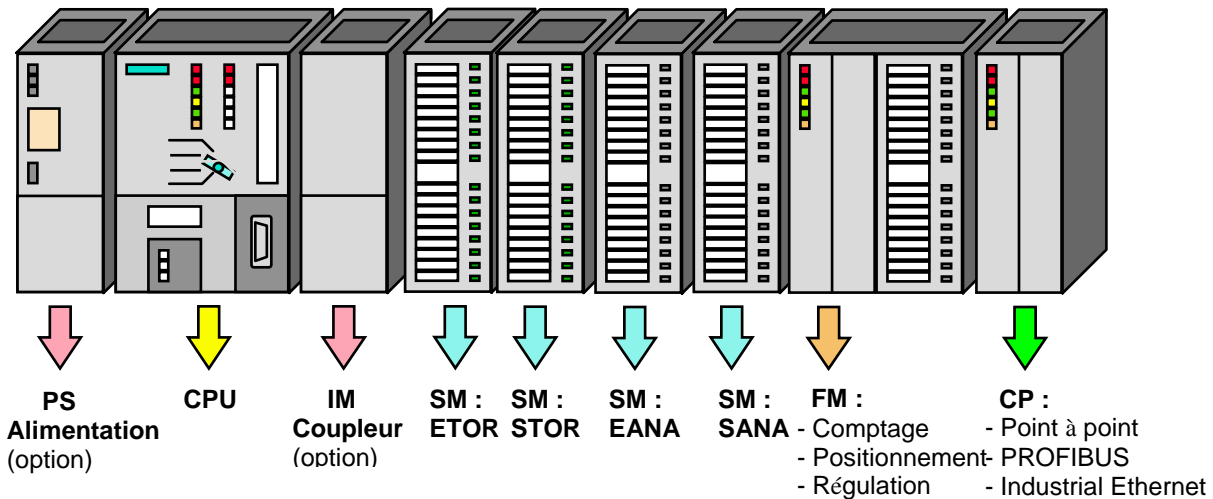 PS
Alimentation
(option)
CPU
IM
Coupleur
(option)
SM :
ETOR
SM :
STOR
SM :
EANA
SM :
SANA
FM :
- Comptage
- Positionnement
- Régulation
CP :
- Point à point
- PROFIBUS
- Industrial Ethernet